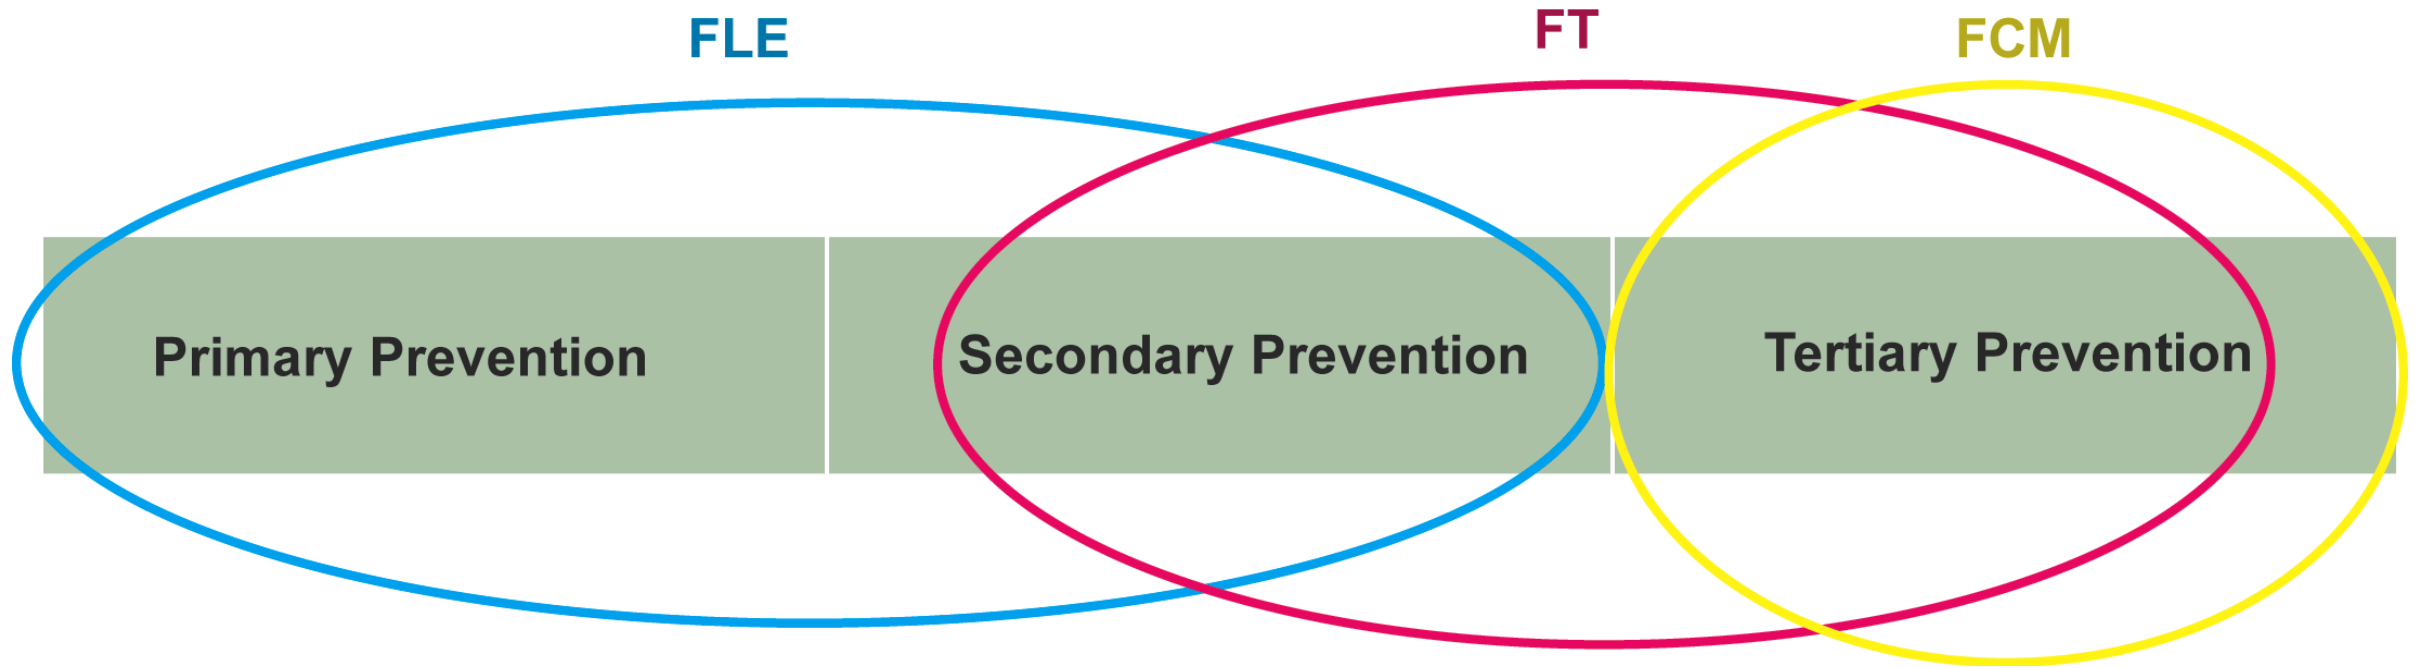 FLE
FT
FCM
Primary Prevention
Secondary Prevention
Tertiary Prevention